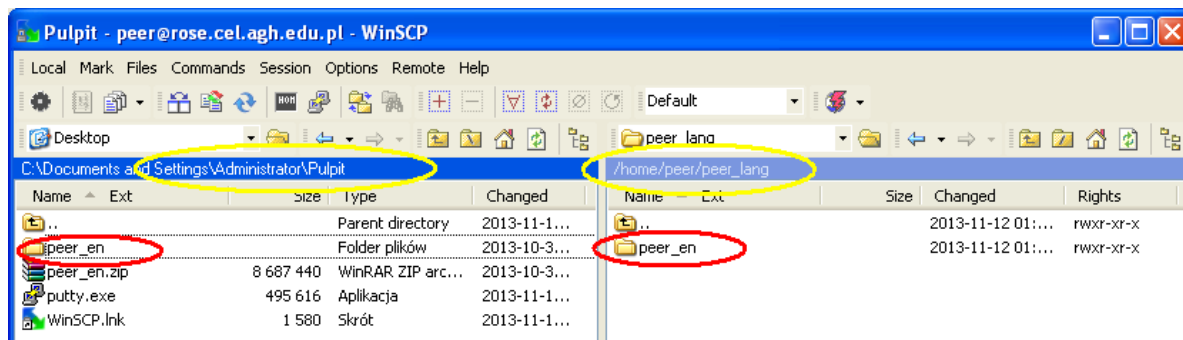 Pulpit - peer@rose.cel.agh.edu.pl - WinSCP
Local Mark Files Commands Session Options Remote Help
Default
Desktop peer_lang
C:\Documents and Settings\Administrator\Pulpit /home/peer/peer_lang
Name Ext Size Type Changed Name Ext Size Changed Rights
.. Parent directory 2013-11-1... .. 2013-11-12 01:... rwxr-xr-x
peer_en Folder plików 2013-10-3... peer_en 2013-11-12 01:... rwxr-xr-x
peer_en.zip 8 687 440 WinRAR ZIP arc... 2013-10-3...
putty.exe 495 616 Aplikacja 2013-11-1...
WinSCP.lnk 1 580 Skrót 2013-11-1...